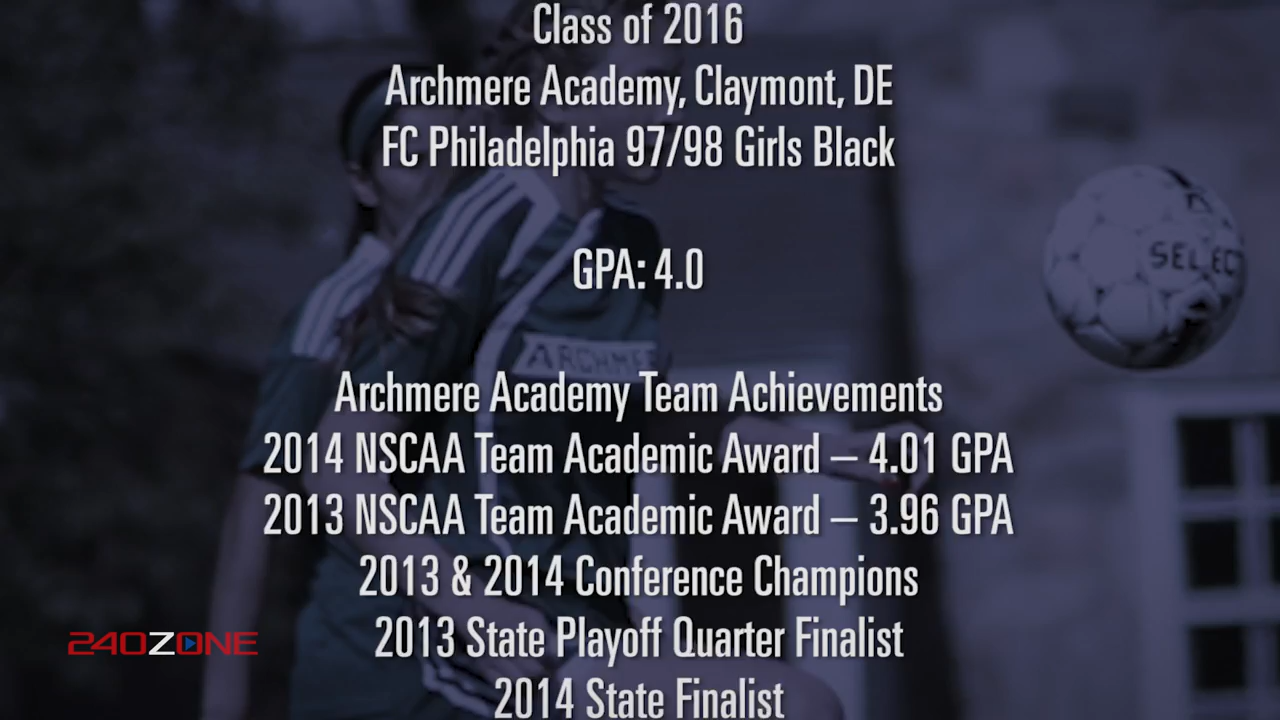 Class of 2016
Archmere Academy, Claymont, DE
FC Philadelphia 97/98 Girls Black
GPA: 4.0
SELECT
ARCHMERE
Archmere Academy Team Achievements
2014 NSCAA Team Academic Award – 4.01 GPA
2013 NSCAA Team Academic Award – 3.96 GPA
2013 & 2014 Conference Champions
2013 State Playoff Quarter Finalist
240ZONE
2014 State Finalist